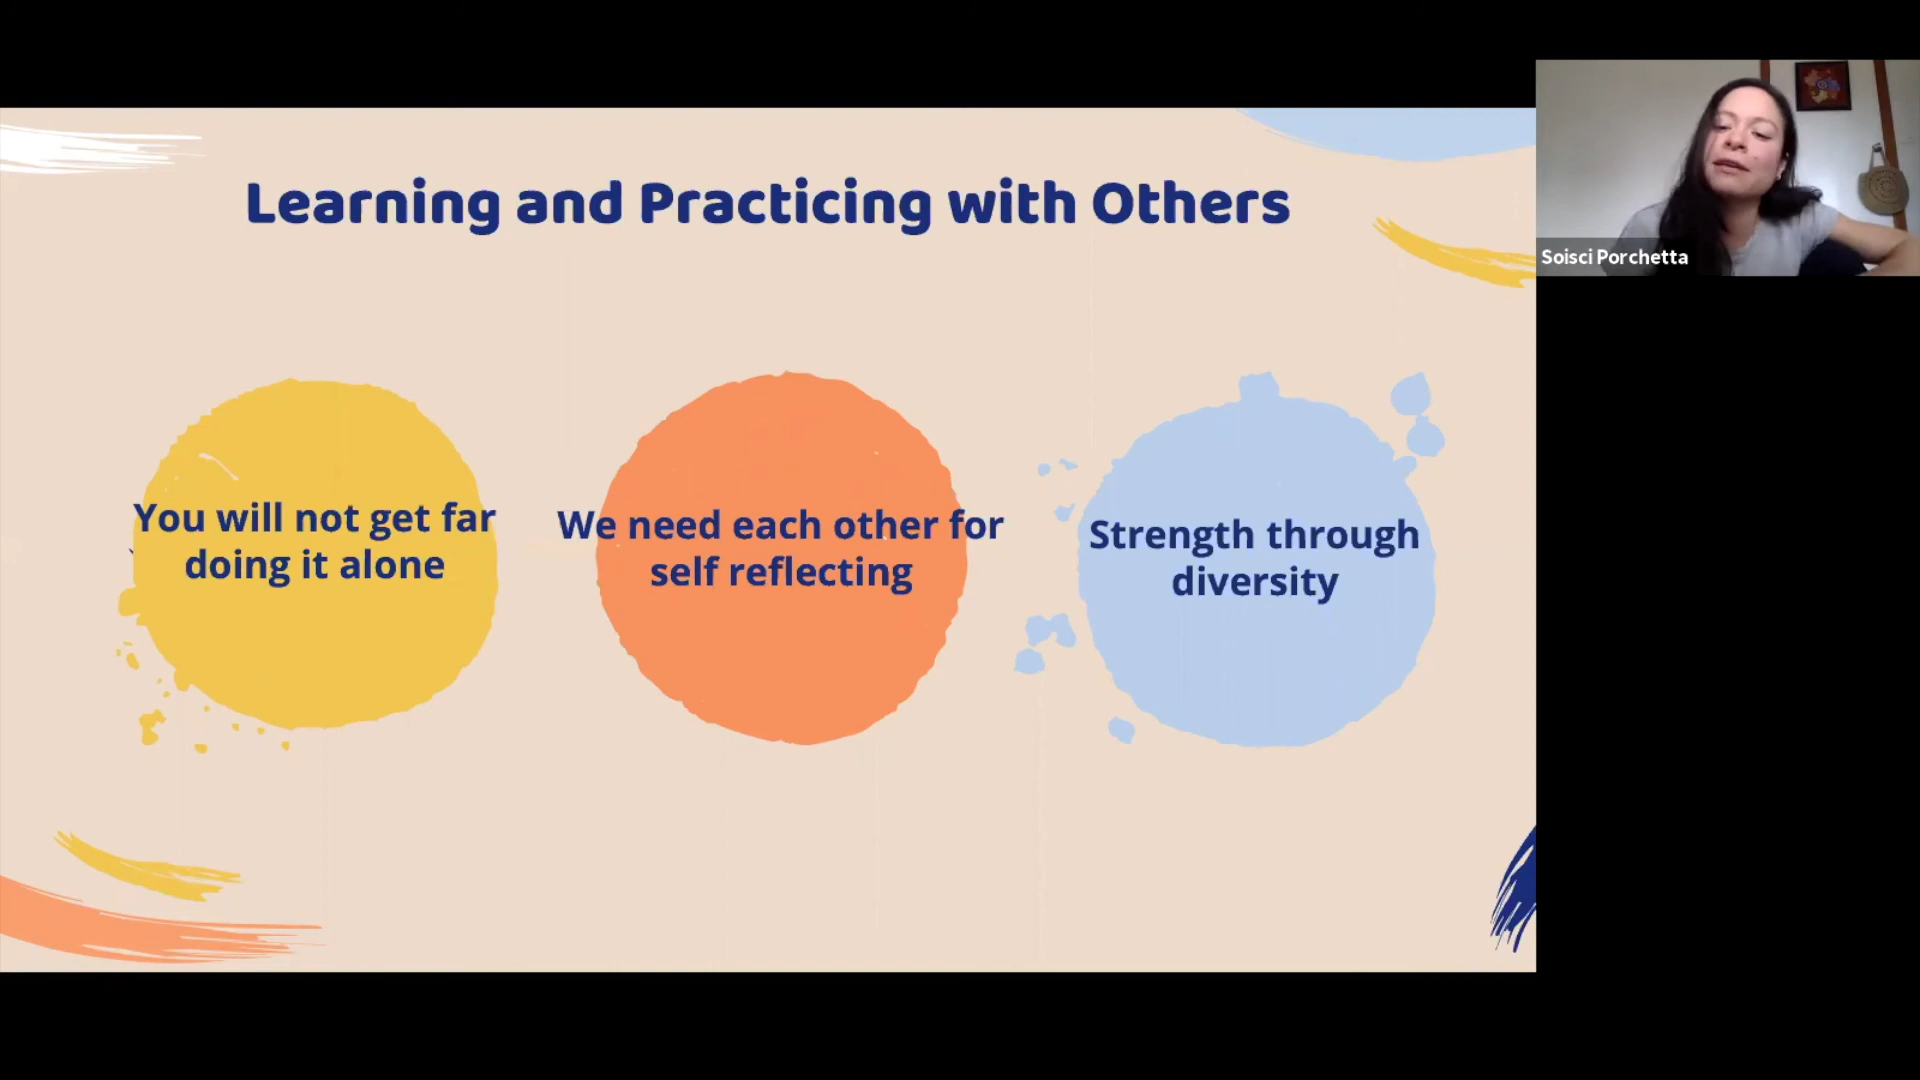 Learning and Practicing with Others
You will not get far
doing it alone
We need each other for
self reflecting
Strength through
diversity
Soisci Porchetta